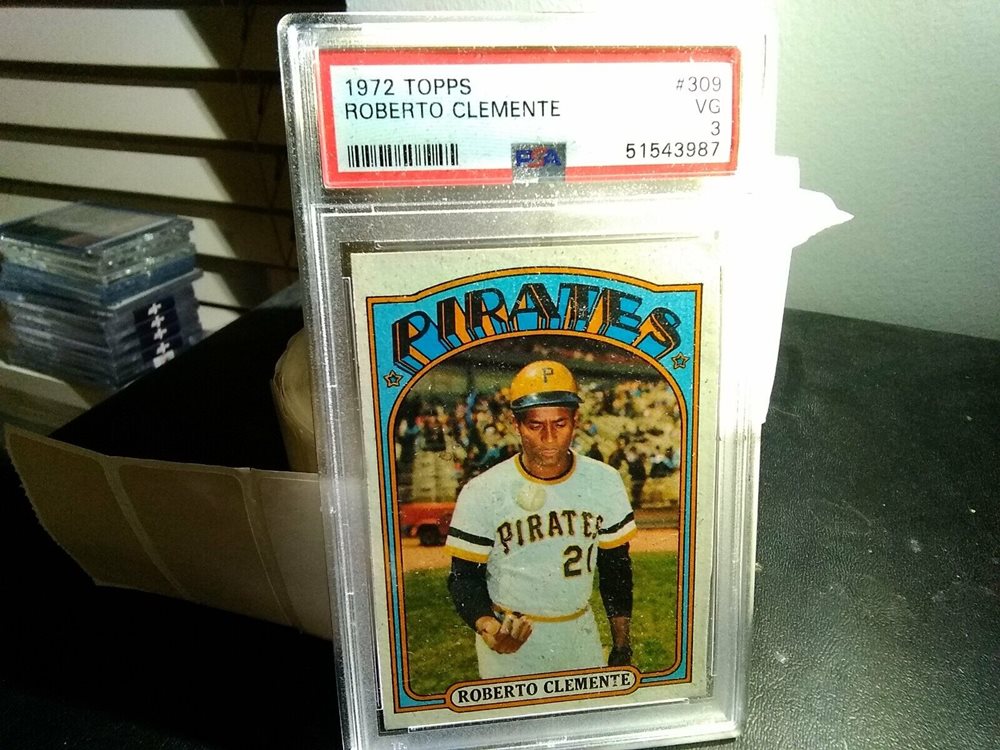 1972 TOPPS #309
ROBERTO CLEMENTE VG
3
PSA 51543987
PIRATES
P
PIRATES
21
ROBERTO CLEMENTE